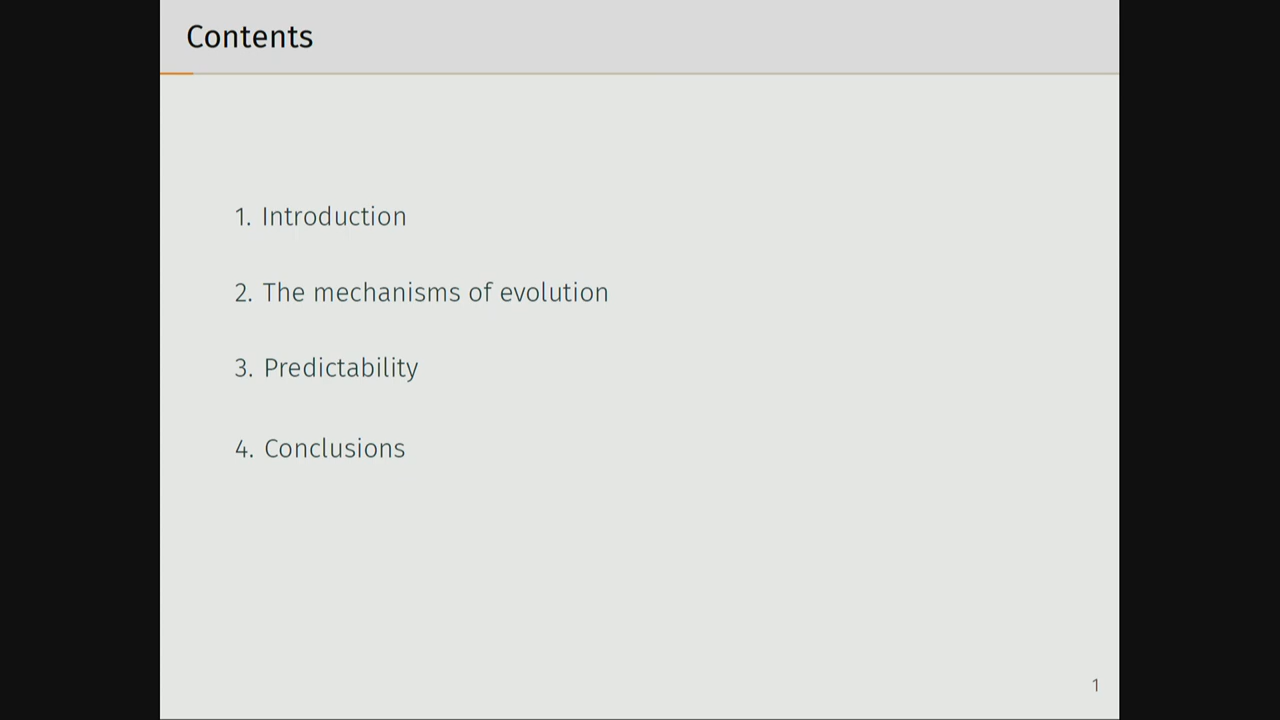 Contents
1. Introduction
2. The mechanisms of evolution
3. Predictability
4. Conclusions
1